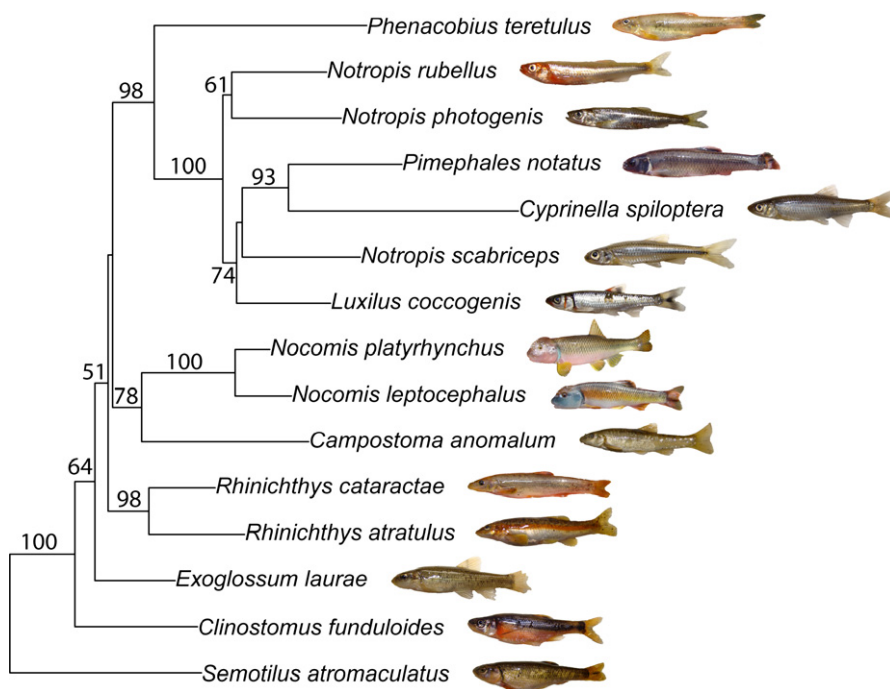 Phenacobius teretulus
98
61
Notropis rubellus
Notropis photogenis
100
93
Pimephales notatus
Cyprinella spiloptera
Notropis scabriceps
74
Luxilus coccogenis
Nocomis platyrhynchus
100
51
78
Nocomis leptocephalus
Campostoma anomalum
64
Rhinichthys cataractae
98
Rhinichthys atratulus
100
Exoglossum laurae
Clinostomus funduloides
Semotilus atromaculatus